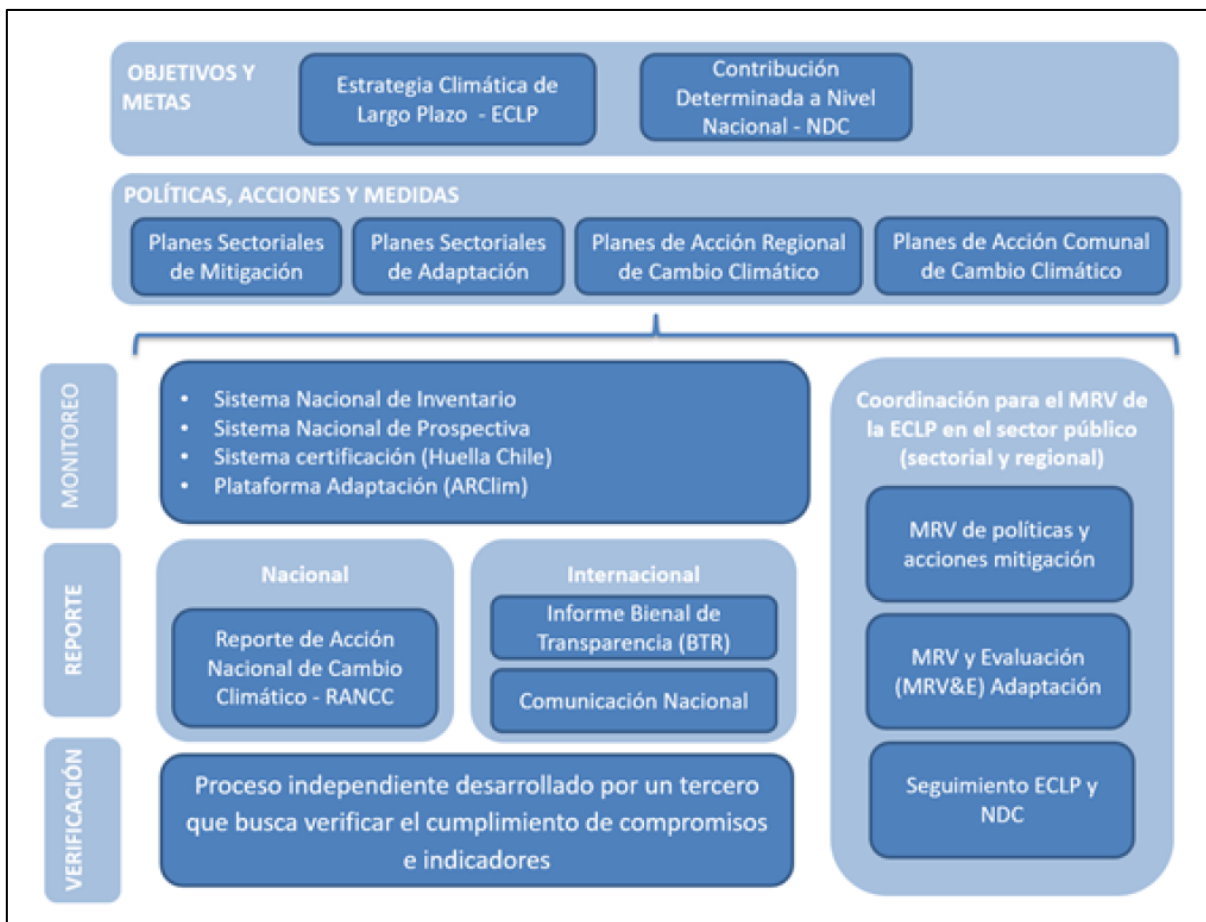 OBJETIVOS Y
METAS
Estrategia Climática de
Largo Plazo - ECLP
Contribución
Determinada a Nivel
Nacional - NDC
POLÍTICAS, ACCIONES Y MEDIDAS
Planes Sectoriales
de Mitigación
Planes Sectoriales
de Adaptación
Planes de Acción Regional
de Cambio Climático
Planes de Acción Comunal
de Cambio Climático
MONITOREO
• Sistema Nacional de Inventario
• Sistema Nacional de Prospectiva
• Sistema certificación (Huella Chile)
• Plataforma Adaptación (ARClim)
REPORTE
Nacional
Reporte de Acción
Nacional de Cambio
Climático - RANCC
Internacional
Informe Bienal de
Transparencia (BTR)
Comunicación Nacional
VERIFICACIÓN
Proceso independiente desarrollado por un tercero
que busca verificar el cumplimiento de compromisos
e indicadores
Coordinación para el MRV de
la ECLP en el sector público
(sectorial y regional)
MRV de políticas y
acciones mitigación
MRV y Evaluación
(MRV&E) Adaptación
Seguimiento ECLP y
NDC